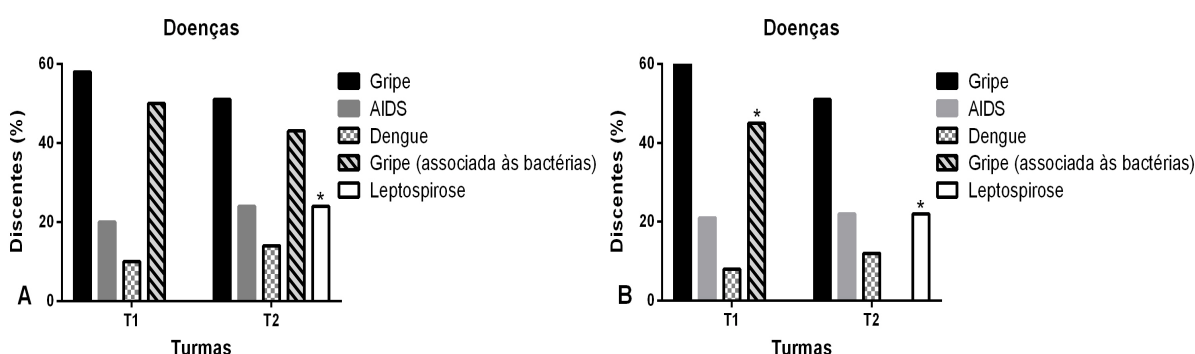 Doenças
60
40
20
0
Discentes (%)
Gripe
AIDS
Dengue
Gripe (associada às bactérias)
Leptospirose
*
T1
T2
Turmas
A
Doenças
60
40
20
0
Discentes (%)
Gripe
AIDS
Dengue
Gripe (associada às bactérias)
Leptospirose
*
*
T1
T2
Turmas
B